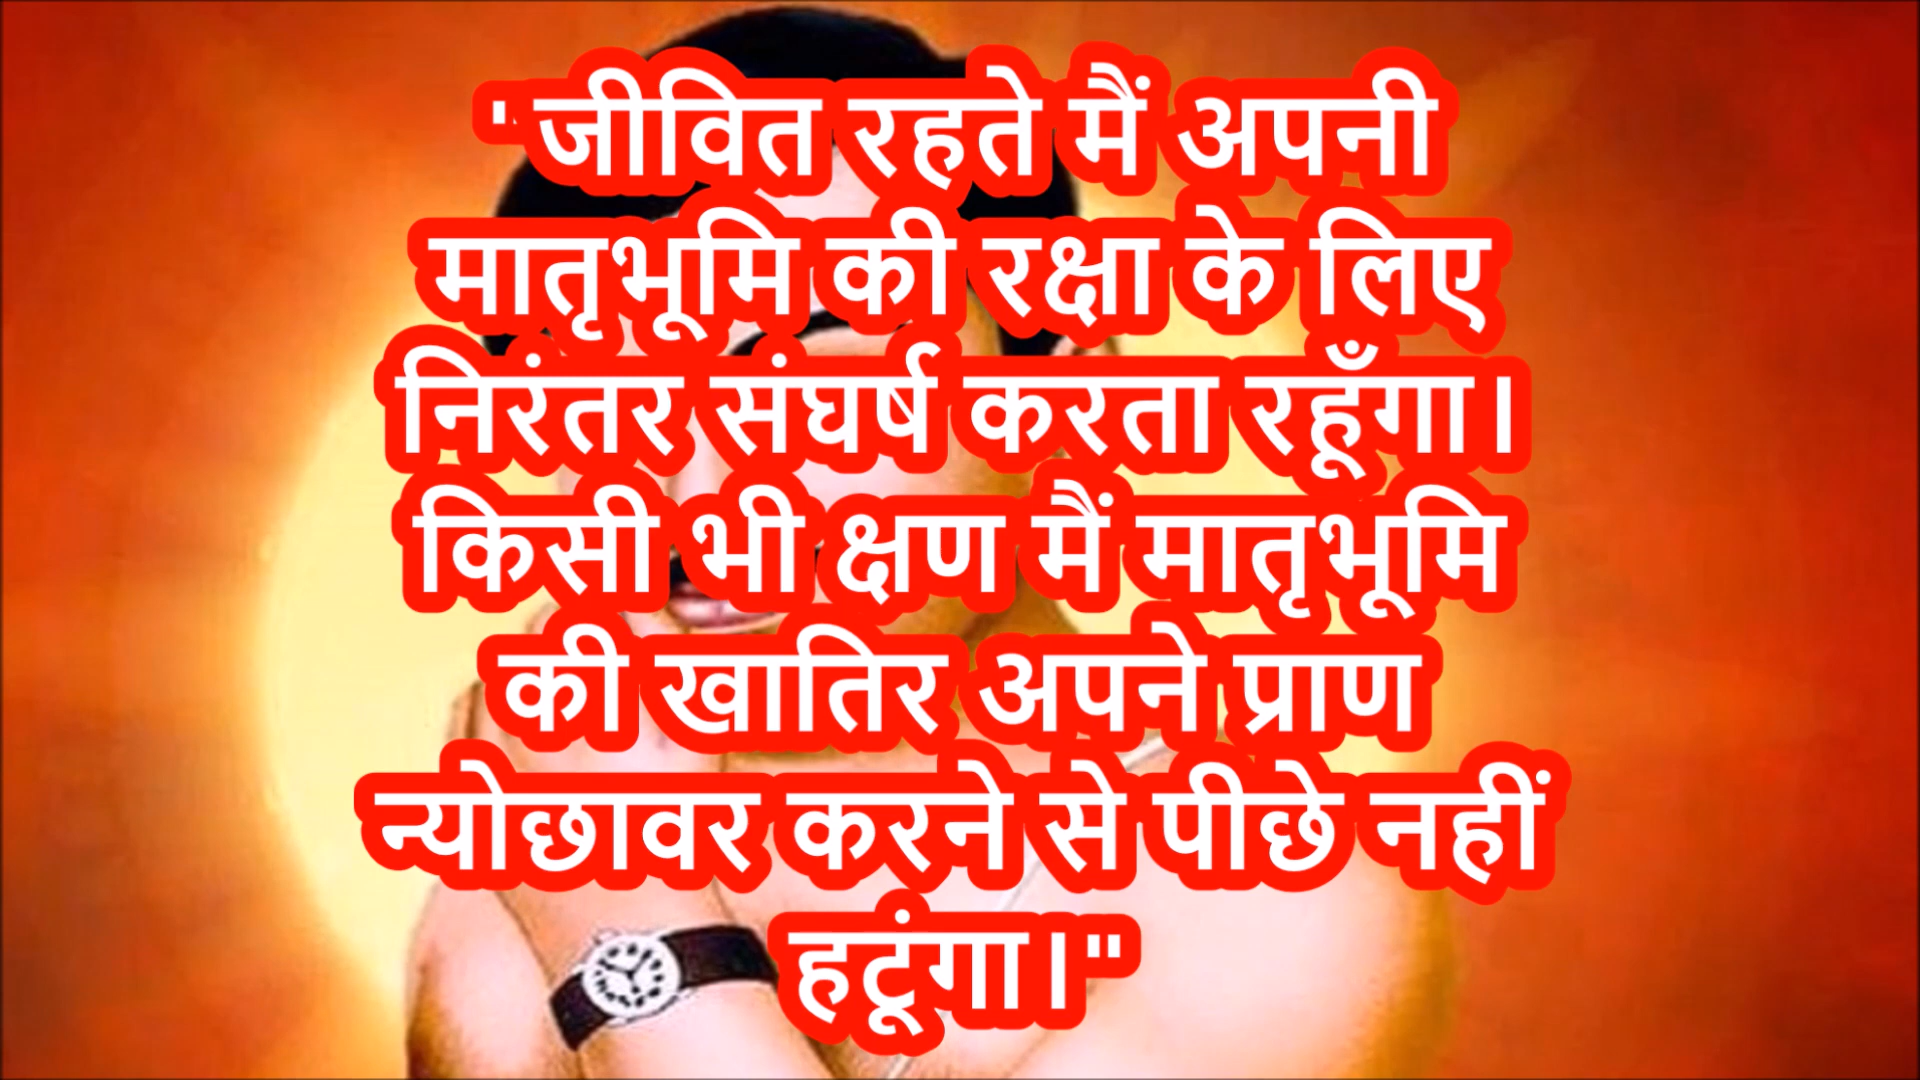 "जीवित रहते मैं अपनी
मातृभूमि की रक्षा के लिए
निरंतर संघर्ष करता रहूँगा।
किसी भी क्षण मैं मातृभूमि
की खातिर अपने प्राण
न्योछावर करने से पीछे नहीं
हटूंगा।"